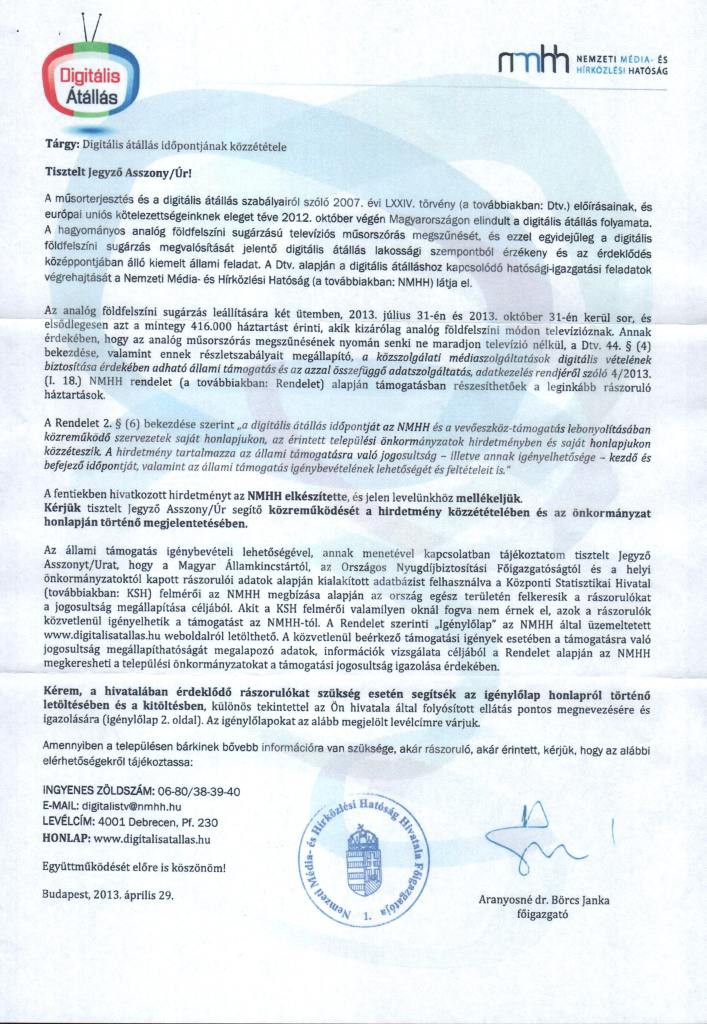 Digitális
Átállás
nmhh NEMZETI MÉDIA- ÉS
HÍRKÖZLÉSI HATÓSÁG
Tárgy: Digitális átállás időpontjának közzététele
Tisztelt Jegyző Asszony/Úr!
A műsorterjesztés és a digitális átállás szabályairól szóló 2007. évi LXXIV. törvény (a továbbiakban: Dtv.) előírásainak, és
európai uniós kötelezettségeinknek eleget téve 2012. október végén Magyarországon elindult a digitális átállás folyamata.
A hagyományos analóg földfelszíni sugárzású televíziós műsorszórás megszűnését, és ezzel egyidejűleg a digitális
földfelszíni sugárzás megvalósítását jelentő digitális átállás lakossági szempontból érzékeny és az érdeklődés
középpontjában álló kiemelt állami feladat. A Dtv. alapján a digitális átálláshoz kapcsolódó hatósági-igazgatási feladatok
végrehajtását a Nemzeti Média- és Hírközlési Hatóság (a továbbiakban: NMHH) látja el.
Az analóg földfelszíni sugárzás leállítására két ütemben, 2013. július 31-én és 2013. október 31-én kerül sor, és
elsődlegesen azt a mintegy 416.000 háztartást érinti, akik kizárólag analóg földfelszíni módon televízióznak. Annak
érdekében, hogy az analóg műsorszórás megszűnésének nyomán senki ne maradjon televízió nélkül, a Dtv. 44. § (4)
bekezdése, valamint ennek részletszabályait megállapító, a közszolgálati médiaszolgáltatások digitális vételének
biztosítása érdekében adható állami támogatás és az azzal összefüggő adatszolgáltatás, adatkezelés rendjéről szóló 4/2013.
(I. 18.) NMHH rendelet (a továbbiakban: Rendelet) alapján támogatásban részesíthetőek a leginkább rászoruló
háztartások.
A Rendelet 2. § (6) bekezdése szerint „a digitális átállás időpontját az NMHH és a vevőeszköz-támogatás lebonyolításában
közreműködő szervezetek saját honlapjukon, az érintett települési önkormányzatok hirdetményben és saját honlapjukon
közzéteszik. A hirdetmény tartalmazza az állami támogatásra való jogosultság – illetve annak igényelhetősége – kezdő és
befejező időpontját, valamint az állami támogatás igénybevételének lehetőségét és feltételeit is."
A fentiekben hivatkozott hirdetményt az NMHH elkészítette, és jelen levelünkhöz mellékeljük.
Kérjük tisztelt Jegyző Asszony/Úr segítő közreműködését a hirdetmény közzétételében és az önkormányzat
honlapján történő megjelentetésében.
Az állami támogatás igénybevételi lehetőségével, annak menetével kapcsolatban tájékoztatom tisztelt Jegyző
Asszonyt/Urat, hogy a Magyar Államkincstártól, az Országos Nyugdíjbiztosítási Főigazgatóságtól és a helyi
önkormányzatoktól kapott rászorulói adatok alapján kialakított adatbázist felhasználva a Központi Statisztikai Hivatal
(továbbiakban: KSH) felmérői az NMHH megbízása alapján az ország egész területén felkeresik a rászorulókat
a jogosultság megállapítása céljából. Akit a KSH felmérői valamilyen oknál fogva nem érnek el, azok a rászorulók
közvetlenül igényelhetik a támogatást az NMHH-tól. A Rendelet szerinti „Igénylőlap" az NMHH által üzemeltetett
www.digitalisatallas.hu weboldalról letölthető. A közvetlenül beérkező támogatási igények esetében a támogatásra való
jogosultság megállapíthatóságát megalapozó adatok, információk vizsgálata céljából a Rendelet alapján az NMHH
megkeresheti a települési önkormányzatokat a támogatási jogosultság igazolása érdekében.
Kérem, a hivatalában érdeklődő rászorulókat szükség esetén segítsék az igénylőlap honlapról történő
letöltésében és a kitöltésben, különös tekintettel az Ön hivatala által folyósított ellátás pontos megnevezésére és
igazolására (igénylőlap 2. oldal). Az igénylőlapokat az alább megjelölt levélcímre várjuk.
Amennyiben a településen bárkinek bővebb információra van szüksége, akár rászoruló, akár érintett, kérjük, hogy az alábbi
elérhetőségekről tájékoztassa:
INGYENES ZÖLDSZÁM: 06-80/38-39-40
E-MAIL: digitalistv@nmhh.hu
LEVÉLCÍM: 4001 Debrecen, Pf. 230
HONLAP: www.digitalisatallas.hu
Együttműködését előre is köszönöm!
Budapest, 2013. április 29.
Nemzeti Média- és Hírközlési Hatóság Hivatala Főigazgatója
1.
Aranyosné dr. Börcs Janka
főigazgató